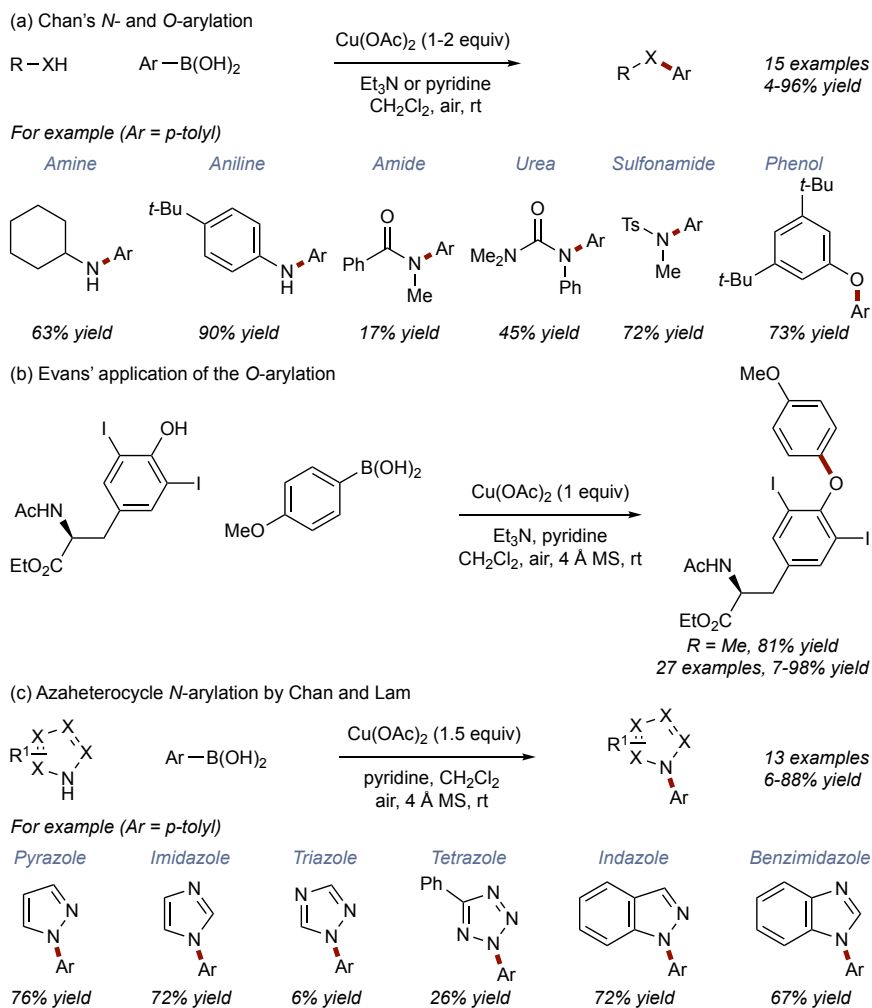 (a) Chan's N- and O-arylation
R–XH Ar–B(OH)2 Cu(OAc)2 (1-2 equiv)
Et3N or pyridine
CH2Cl2, air, rt
R X Ar
15 examples
4-96% yield
For example (Ar = p-tolyl)
Amine Aniline Amide Urea Sulfonamide Phenol
N H Ar
t-Bu N H Ar
O Ph N Ar Me
O Me2N N Ar Ph
Ts N Ar Me
t-Bu t-Bu O Ar
63% yield 90% yield 17% yield 45% yield 72% yield 73% yield
(b) Evans' application of the O-arylation
I OH I AcHN EtO2C
B(OH)2 MeO
Cu(OAc)2 (1 equiv)
Et3N, pyridine
CH2Cl2, air, 4 Å MS, rt
MeO O I I AcHN EtO2C
R = Me, 81% yield
27 examples, 7-98% yield
(c) Azaheterocycle N-arylation by Chan and Lam
R1 X X X X N H
Ar–B(OH)2
Cu(OAc)2 (1.5 equiv)
pyridine, CH2Cl2
air, 4 Å MS, rt
R1 X X X X N Ar
13 examples
6-88% yield
For example (Ar = p-tolyl)
Pyrazole Imidazole Triazole Tetrazole Indazole Benzimidazole
N N Ar
N N Ar
N N N Ar
Ph N N N N Ar
N N Ar
N N Ar
76% yield 72% yield 6% yield 26% yield 72% yield 67% yield